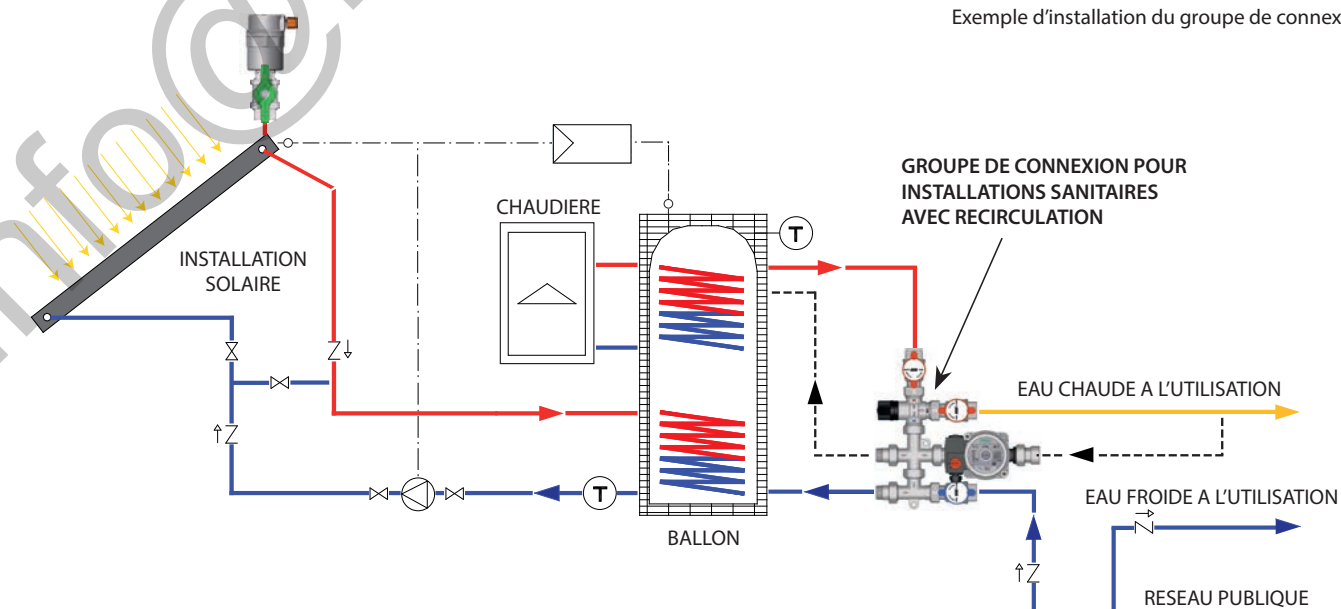 Exemple d'installation du groupe de connex
info@
GROUPE DE CONNEXION POUR
INSTALLATIONS SANITAIRES
AVEC RECIRCULATION
CHAUDIERE
T
INSTALLATION
SOLAIRE
EAU CHAUDE A L'UTILISATION
T
EAU FROIDE A L'UTILISATION
BALLON
RESEAU PUBLIQUE